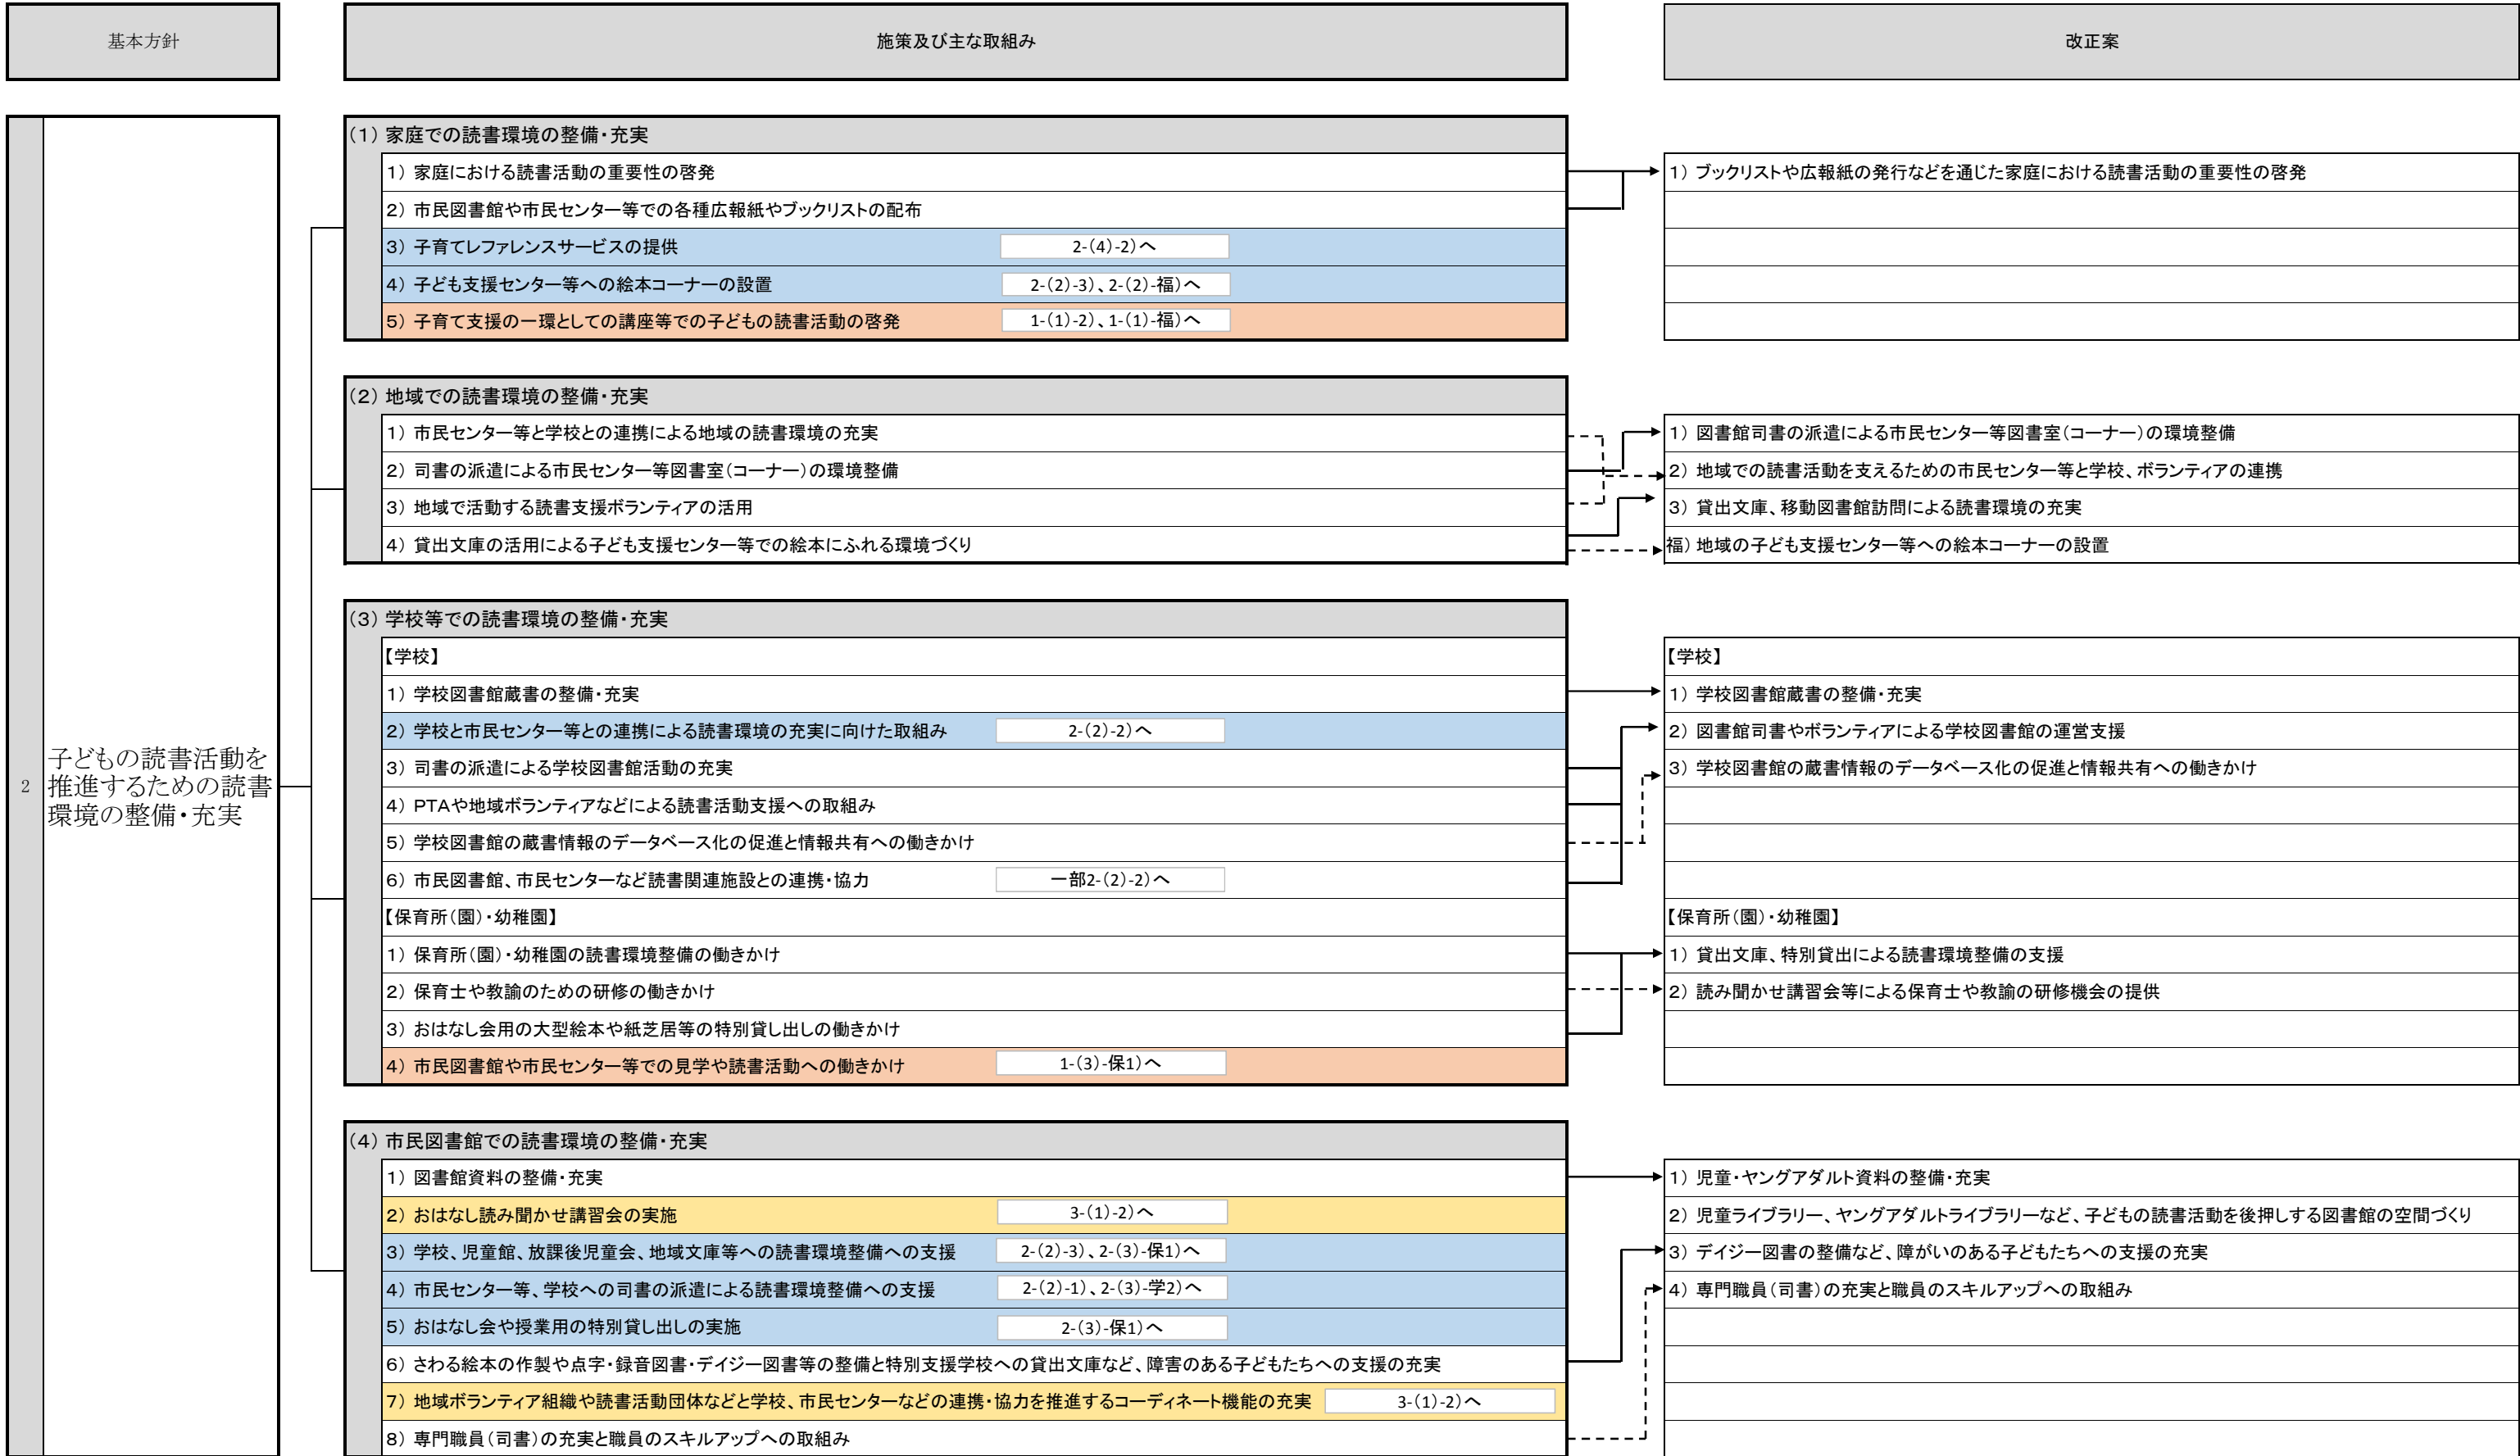 基本方針
施策及び主な取組み
改正案
2
子どもの読書活動を
推進するための読書
環境の整備・充実
(1) 家庭での読書環境の整備・充実
1) 家庭における読書活動の重要性の啓発
1) ブックリストや広報紙の発行などを通じた家庭における読書活動の重要性の啓発
2) 市民図書館や市民センター等での各種広報紙やブックリストの配布
3) 子育てレファレンスサービスの提供 2-(4)-2)へ
4) 子ども支援センター等への絵本コーナーの設置 2-(2)-3)、2-(2)-福)へ
5) 子育て支援の一環としての講座等での子どもの読書活動の啓発 1-(1)-2)、1-(1)-福)へ
(2) 地域での読書環境の整備・充実
1) 市民センター等と学校との連携による地域の読書環境の充実
1) 図書館司書の派遣による市民センター等図書室(コーナー)の環境整備
2) 司書の派遣による市民センター等図書室(コーナー)の環境整備
2) 地域での読書活動を支えるための市民センター等と学校、ボランティアの連携
3) 地域で活動する読書支援ボランティアの活用
3) 貸出文庫、移動図書館訪問による読書環境の充実
4) 貸出文庫の活用による子ども支援センター等での絵本にふれる環境づくり
福) 地域の子ども支援センター等への絵本コーナーの設置
(3) 学校等での読書環境の整備・充実
【学校】
【学校】
1) 学校図書館蔵書の整備・充実
1) 学校図書館蔵書の整備・充実
2) 学校と市民センター等との連携による読書環境の充実に向けた取組み 2-(2)-2)へ
2) 図書館司書やボランティアによる学校図書館の運営支援
3) 司書の派遣による学校図書館活動の充実
3) 学校図書館の蔵書情報のデータベース化の促進と情報共有への働きかけ
4) PTAや地域ボランティアなどによる読書活動支援への取組み
5) 学校図書館の蔵書情報のデータベース化の促進と情報共有への働きかけ
6) 市民図書館、市民センターなど読書関連施設との連携・協力 一部2-(2)-2)へ
【保育所(園)・幼稚園】
【保育所(園)・幼稚園】
1) 保育所(園)・幼稚園の読書環境整備の働きかけ
1) 貸出文庫、特別貸出による読書環境整備の支援
2) 保育士や教諭のための研修の働きかけ
2) 読み聞かせ講習会等による保育士や教諭の研修機会の提供
3) おはなし会用の大型絵本や紙芝居等の特別貸し出しの働きかけ
4) 市民図書館や市民センター等での見学や読書活動への働きかけ 1-(3)-保1)へ
(4) 市民図書館での読書環境の整備・充実
1) 図書館資料の整備・充実
1) 児童・ヤングアダルト資料の整備・充実
2) おはなし読み聞かせ講習会の実施 3-(1)-2)へ
2) 児童ライブラリー、ヤングアダルトライブラリーなど、子どもの読書活動を後押しする図書館の空間づくり
3) 学校、児童館、放課後児童会、地域文庫等への読書環境整備への支援 2-(2)-3)、2-(3)-保1)へ
3) デイジー図書の整備など、障がいのある子どもたちへの支援の充実
4) 市民センター等、学校への司書の派遣による読書環境整備への支援 2-(2)-1)、2-(3)-学2)へ
4) 専門職員(司書)の充実と職員のスキルアップへの取組み
5) おはなし会や授業用の特別貸し出しの実施 2-(3)-保1)へ
6) さわる絵本の作製や点字・録音図書・デイジー図書等の整備と特別支援学校への貸出文庫など、障害のある子どもたちへの支援の充実
7) 地域ボランティア組織や読書活動団体などと学校、市民センターなどの連携・協力を推進するコーディネート機能の充実 3-(1)-2)へ
8) 専門職員(司書)の充実と職員のスキルアップへの取組み